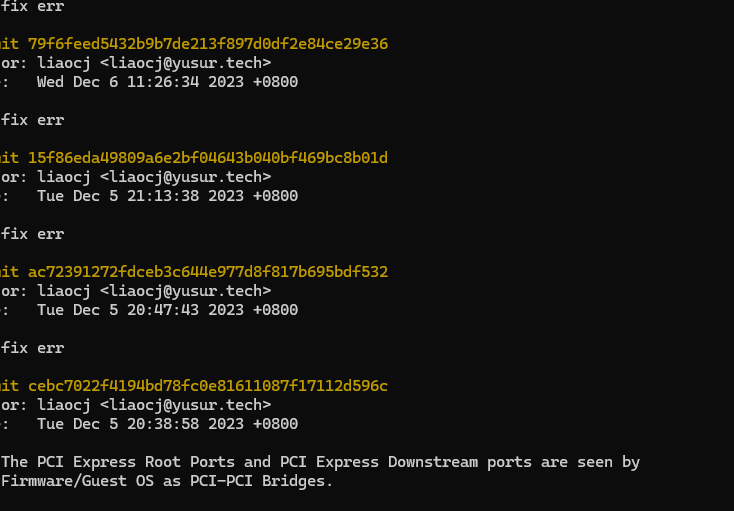 fix err
it 79f6feed5432b9b7de213f897d0df2e84ce29e36
or: liaocj <liaocj@yusur.tech>
: Wed Dec 6 11:26:34 2023 +0800
fix err
it 15f86eda49809a6e2bf04643b040bf469bc8b01d
or: liaocj <liaocj@yusur.tech>
: Tue Dec 5 21:13:38 2023 +0800
fix err
it ac72391272fdceb3c644e977d8f817b695bdf532
or: liaocj <liaocj@yusur.tech>
: Tue Dec 5 20:47:43 2023 +0800
fix err
it cebc7022f4194bd78fc0e81611087f17112d596c
or: liaocj <liaocj@yusur.tech>
: Tue Dec 5 20:38:58 2023 +0800
The PCI Express Root Ports and PCI Express Downstream ports are seen by
Firmware/Guest OS as PCI-PCI Bridges.